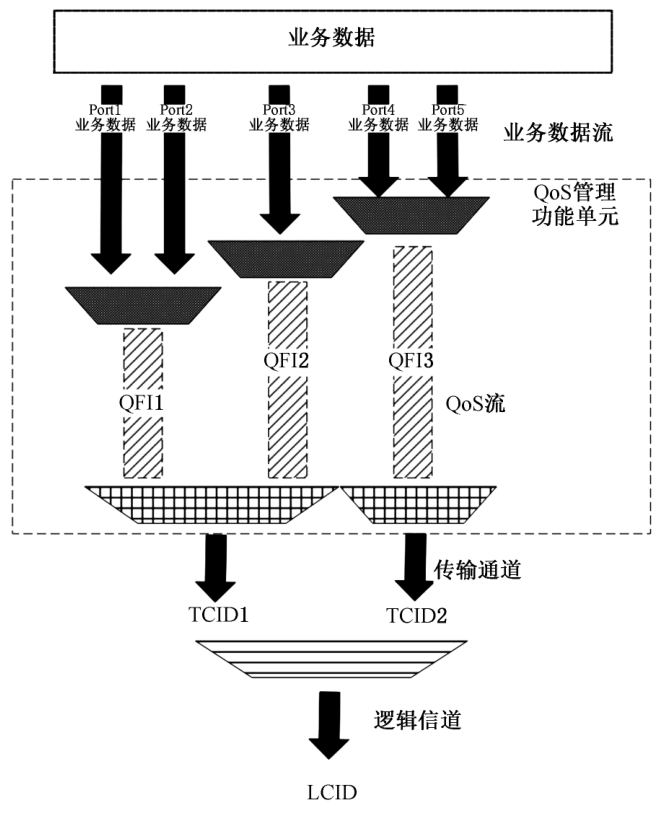 业务数据
Port1 Port2 Port3 Port4 Port5
业务数据 业务数据 业务数据 业务数据 业务数据
业务数据流
QoS管理
功能单元
QFI2 QFI3
QFI1 QoS流
传输通道
TCID1 TCID2
逻辑信道
LCID